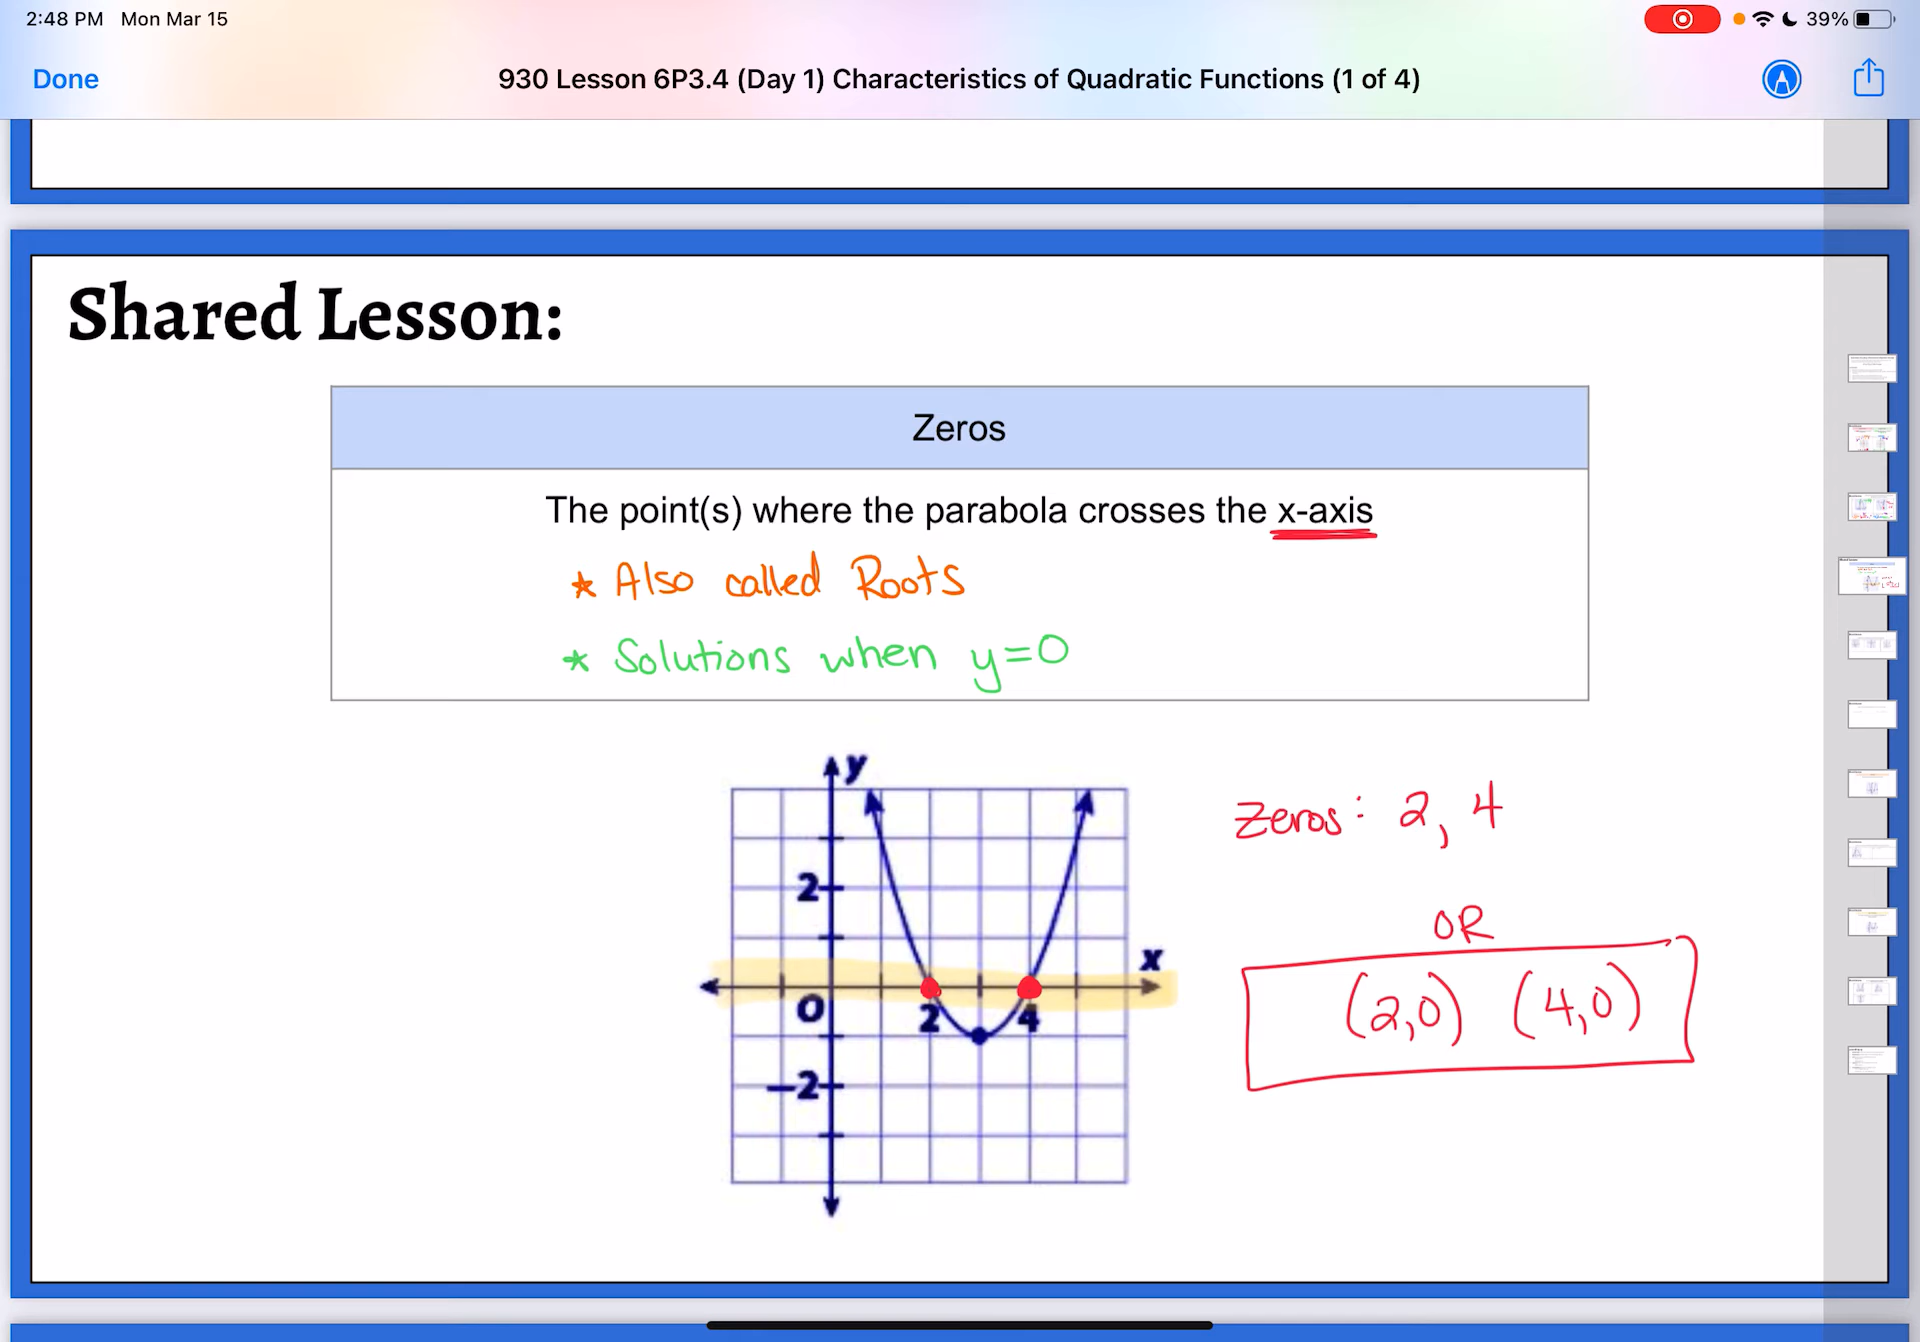 2:48 PM Mon Mar 15
39%
Done
930 Lesson 6P3.4 (Day 1) Characteristics of Quadratic Functions (1 of 4)
Shared Lesson:
Zeros
The point(s) where the parabola crosses the x-axis
* Also called Roots
* Solutions when y=0
y
Zeros: 2, 4
2
OR
x
(2,0) (4,0)
0
2
4
-2